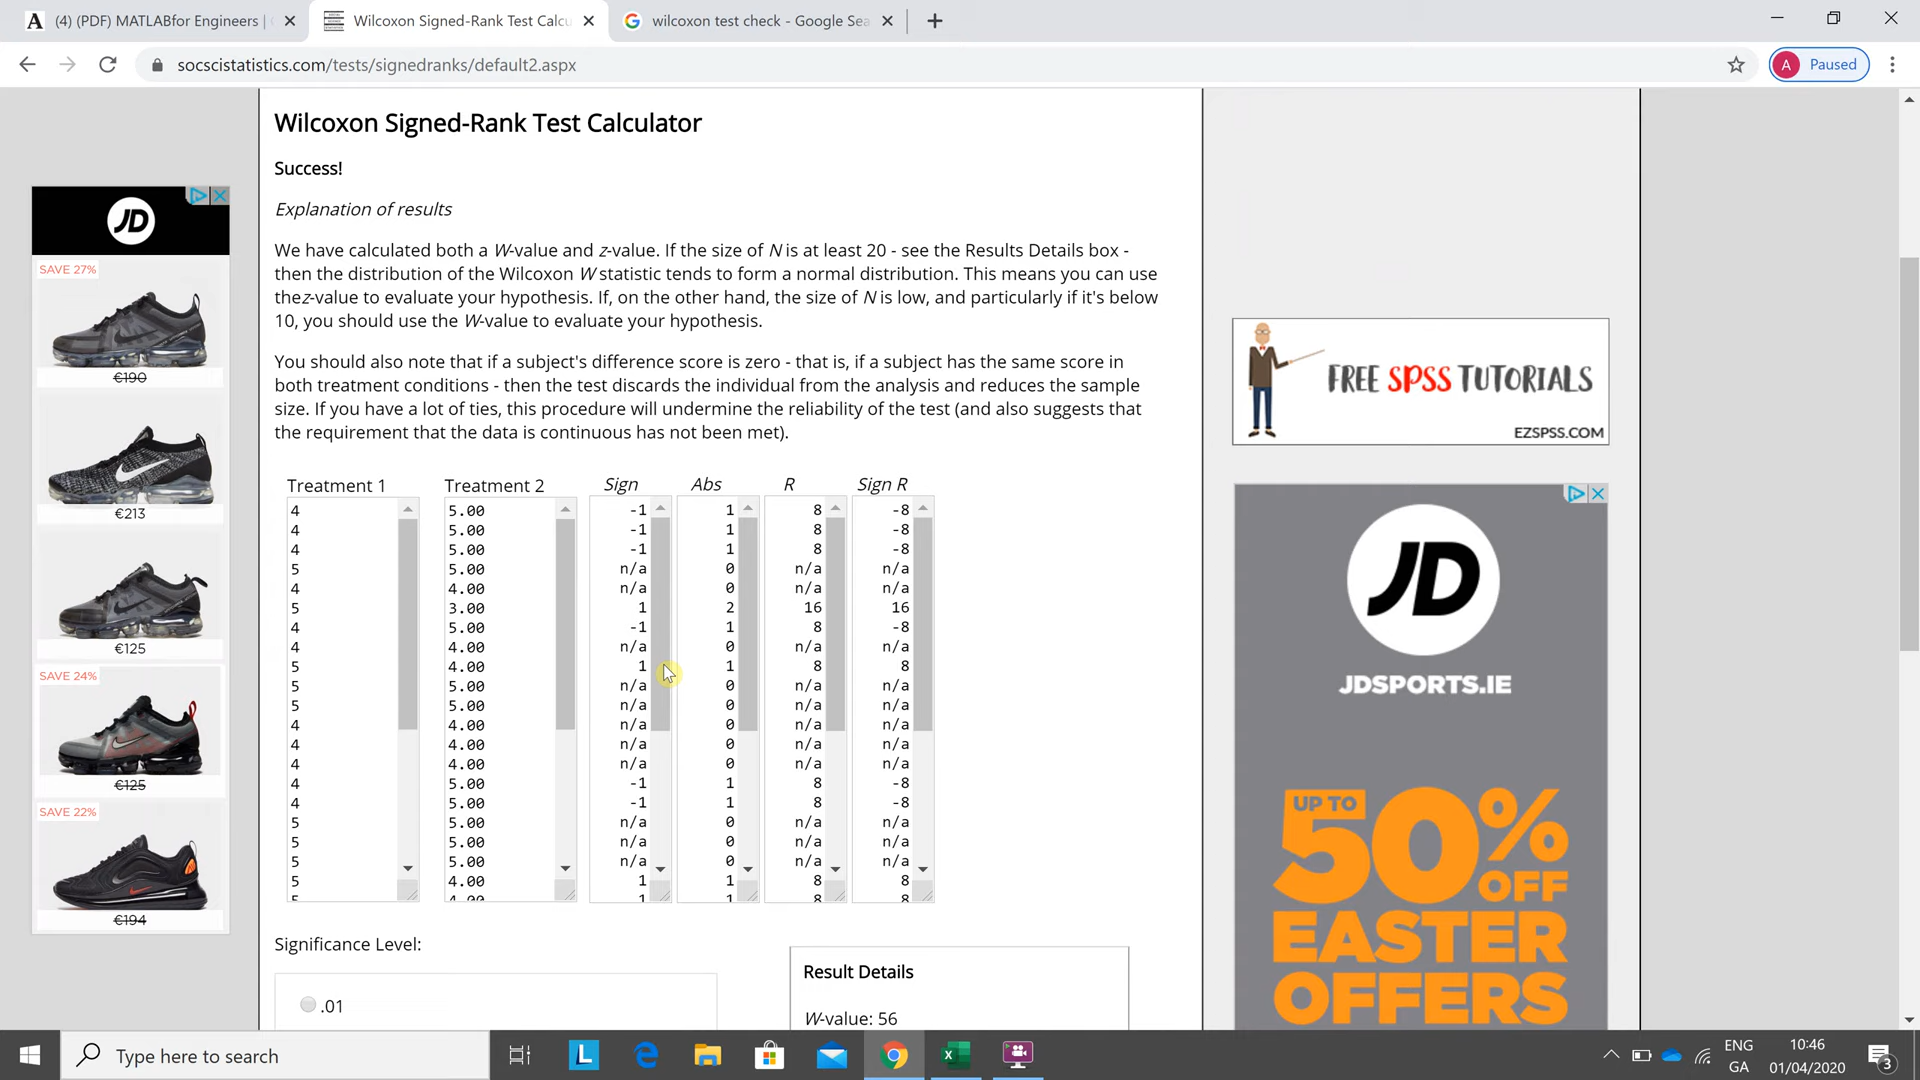 (4) (PDF) MATLABfor Engineers |
Wilcoxon Signed-Rank Test Calcu
wilcoxon test check - Google Sea
socscistatistics.com/tests/signedranks/default2.aspx
A Paused
Wilcoxon Signed-Rank Test Calculator
Success!
Explanation of results
We have calculated both a W-value and z-value. If the size of N is at least 20 - see the Results Details box -
then the distribution of the Wilcoxon W statistic tends to form a normal distribution. This means you can use
thez-value to evaluate your hypothesis. If, on the other hand, the size of N is low, and particularly if it's below
10, you should use the W-value to evaluate your hypothesis.
You should also note that if a subject's difference score is zero - that is, if a subject has the same score in
both treatment conditions - then the test discards the individual from the analysis and reduces the sample
size. If you have a lot of ties, this procedure will undermine the reliability of the test (and also suggests that
the requirement that the data is continuous has not been met).
Treatment 1 Treatment 2 Sign Abs R Sign R
4 5.00 -1 1 8 -8
4 5.00 -1 1 8 -8
4 5.00 -1 1 8 -8
5 5.00 n/a 0 n/a n/a
4 4.00 n/a 0 n/a n/a
5 3.00 1 2 16 16
4 5.00 -1 1 8 -8
4 4.00 n/a 0 n/a n/a
5 4.00 1 1 8 8
5 5.00 n/a 0 n/a n/a
5 5.00 n/a 0 n/a n/a
4 4.00 n/a 0 n/a n/a
4 4.00 n/a 0 n/a n/a
4 4.00 n/a 0 n/a n/a
4 5.00 -1 1 8 -8
4 5.00 -1 1 8 -8
5 5.00 n/a 0 n/a n/a
5 5.00 n/a 0 n/a n/a
5 5.00 n/a 0 n/a n/a
5 4.00 1 1 8 8
5 4.00 1 1 8 8
Significance Level:
.01
Result Details
W-value: 56
JD
SAVE 27%
€190
€213
€125
SAVE 24%
€125
SAVE 22%
€194
FREE SPSS TUTORIALS
EZSPSS.COM
JD
JDSPORTS.IE
UP TO
50%
OFF
EASTER
OFFERS
Type here to search
L
ENG
GA
10:46
01/04/2020
3